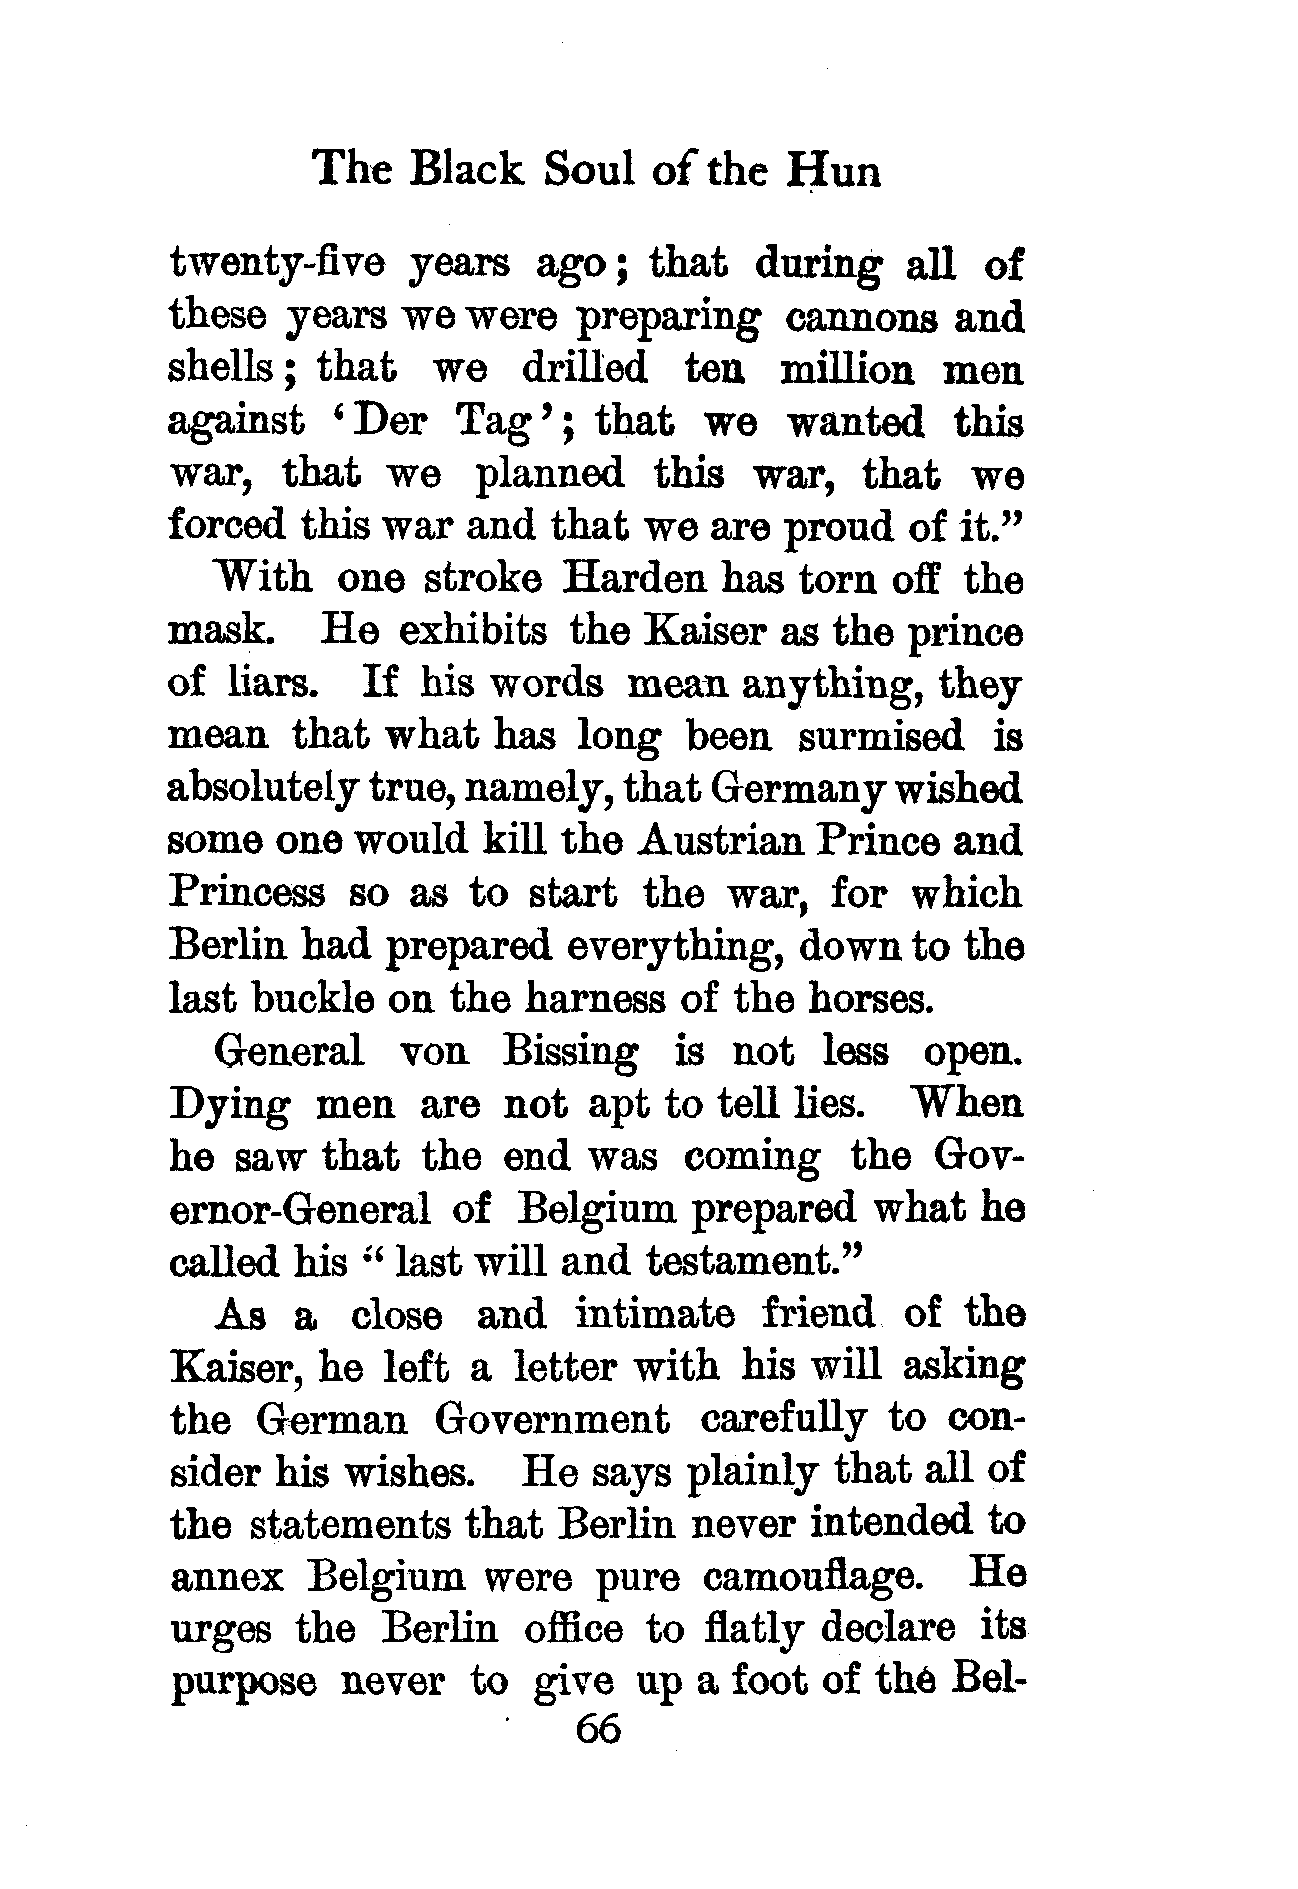 The Black Soul of the Hun
twenty-five years ago; that during all of
these years we were preparing cannons and
shells; that we drilled ten million men
against ‘Der Tag’; that we wanted this
war, that we planned this war, that we
forced this war and that we are proud of it.”
With one stroke Harden has torn off the
mask. He exhibits the Kaiser as the prince
of liars. If his words mean anything, they
mean that what has long been surmised is
absolutely true, namely, that Germany wished
some one would kill the Austrian Prince and
Princess so as to start the war, for which
Berlin had prepared everything, down to the
last buckle on the harness of the horses.
General von Bissing is not less open.
Dying men are not apt to tell lies. When
he saw that the end was coming the Gov-
ernor-General of Belgium prepared what he
called his “last will and testament.”
As a close and intimate friend of the
Kaiser, he left a letter with his will asking
the German Government carefully to con-
sider his wishes. He says plainly that all of
the statements that Berlin never intended to
annex Belgium were pure camouflage. He
urges the Berlin office to flatly declare its
purpose never to give up a foot of the Bel-
66